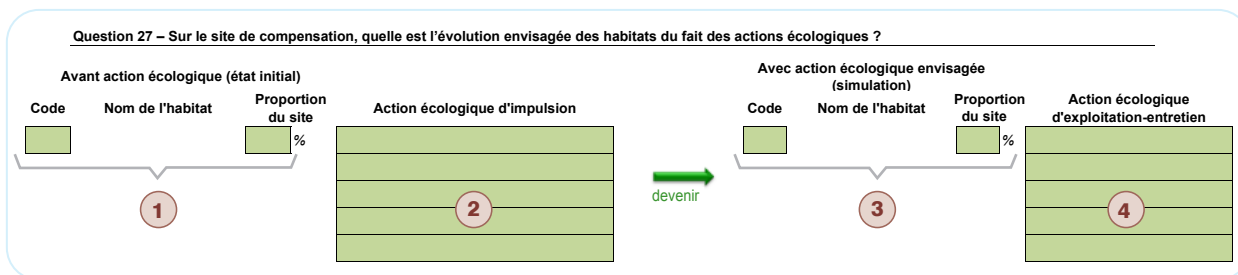 Question 27 – Sur le site de compensation, quelle est l'évolution envisagée des habitats du fait des actions écologiques ?
Avant action écologique (état initial)
Code
Nom de l'habitat
Proportion
du site
%
1
Action écologique d'impulsion
2
devenir
Avec action écologique envisagée
(simulation)
Code
Nom de l'habitat
Proportion
du site
%
3
Action écologique
d'exploitation-entretien
4